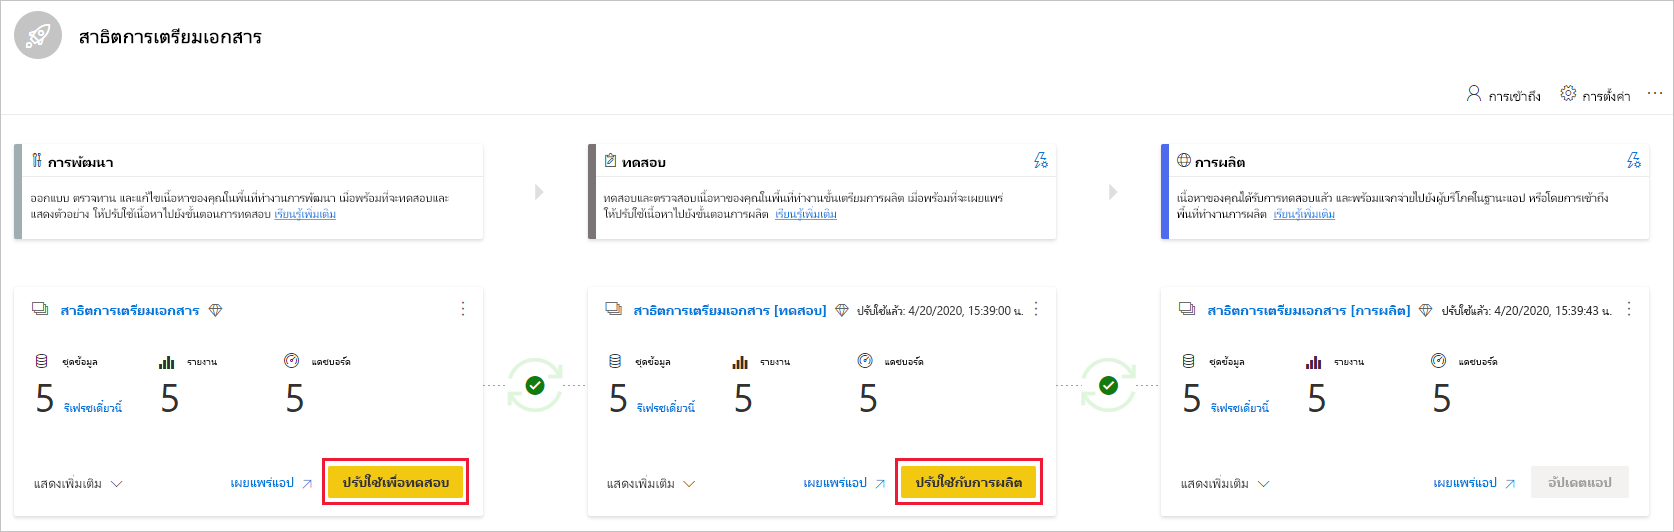 สาธิตการเตรียมเอกสาร
การเข้าถึง การตั้งค่า ...
การพัฒนา
ออกแบบ ตรวจทาน และแก้ไขเนื้อหาของคุณในพื้นที่ทำงานการพัฒนา เมื่อพร้อมที่จะทดสอบและ
แสดงตัวอย่าง ให้ปรับใช้เนื้อหาไปยังขั้นตอนการทดสอบ เรียนรู้เพิ่มเติม
ทดสอบ
ทดสอบและตรวจสอบเนื้อหาของคุณในพื้นที่ทำงานขั้นเตรียมการผลิต เมื่อพร้อมที่จะเผยแพร่
ให้ปรับใช้เนื้อหาไปยังขั้นตอนการผลิต เรียนรู้เพิ่มเติม
การผลิต
เนื้อหาของคุณได้รับการทดสอบแล้ว และพร้อมแจกจ่ายไปยังผู้บริโภคในฐานะแอป หรือโดยการเข้าถึง
พื้นที่ทำงานการผลิต เรียนรู้เพิ่มเติม
สาธิตการเตรียมเอกสาร
ชุดข้อมูล รายงาน แดชบอร์ด
5 รีเฟรชเดี๋ยวนี้ 5 5
แสดงเพิ่มเติม เผยแพร่แอป ปรับใช้เพื่อทดสอบ
สาธิตการเตรียมเอกสาร [ทดสอบ] ปรับใช้แล้ว: 4/20/2020, 15:39:00 น.
ชุดข้อมูล รายงาน แดชบอร์ด
5 รีเฟรชเดี๋ยวนี้ 5 5
แสดงเพิ่มเติม เผยแพร่แอป ปรับใช้กับการผลิต
สาธิตการเตรียมเอกสาร [การผลิต] ปรับใช้แล้ว: 4/20/2020, 15:39:43 น.
ชุดข้อมูล รายงาน แดชบอร์ด
5 รีเฟรชเดี๋ยวนี้ 5 5
แสดงเพิ่มเติม เผยแพร่แอป อัปเดตแอป